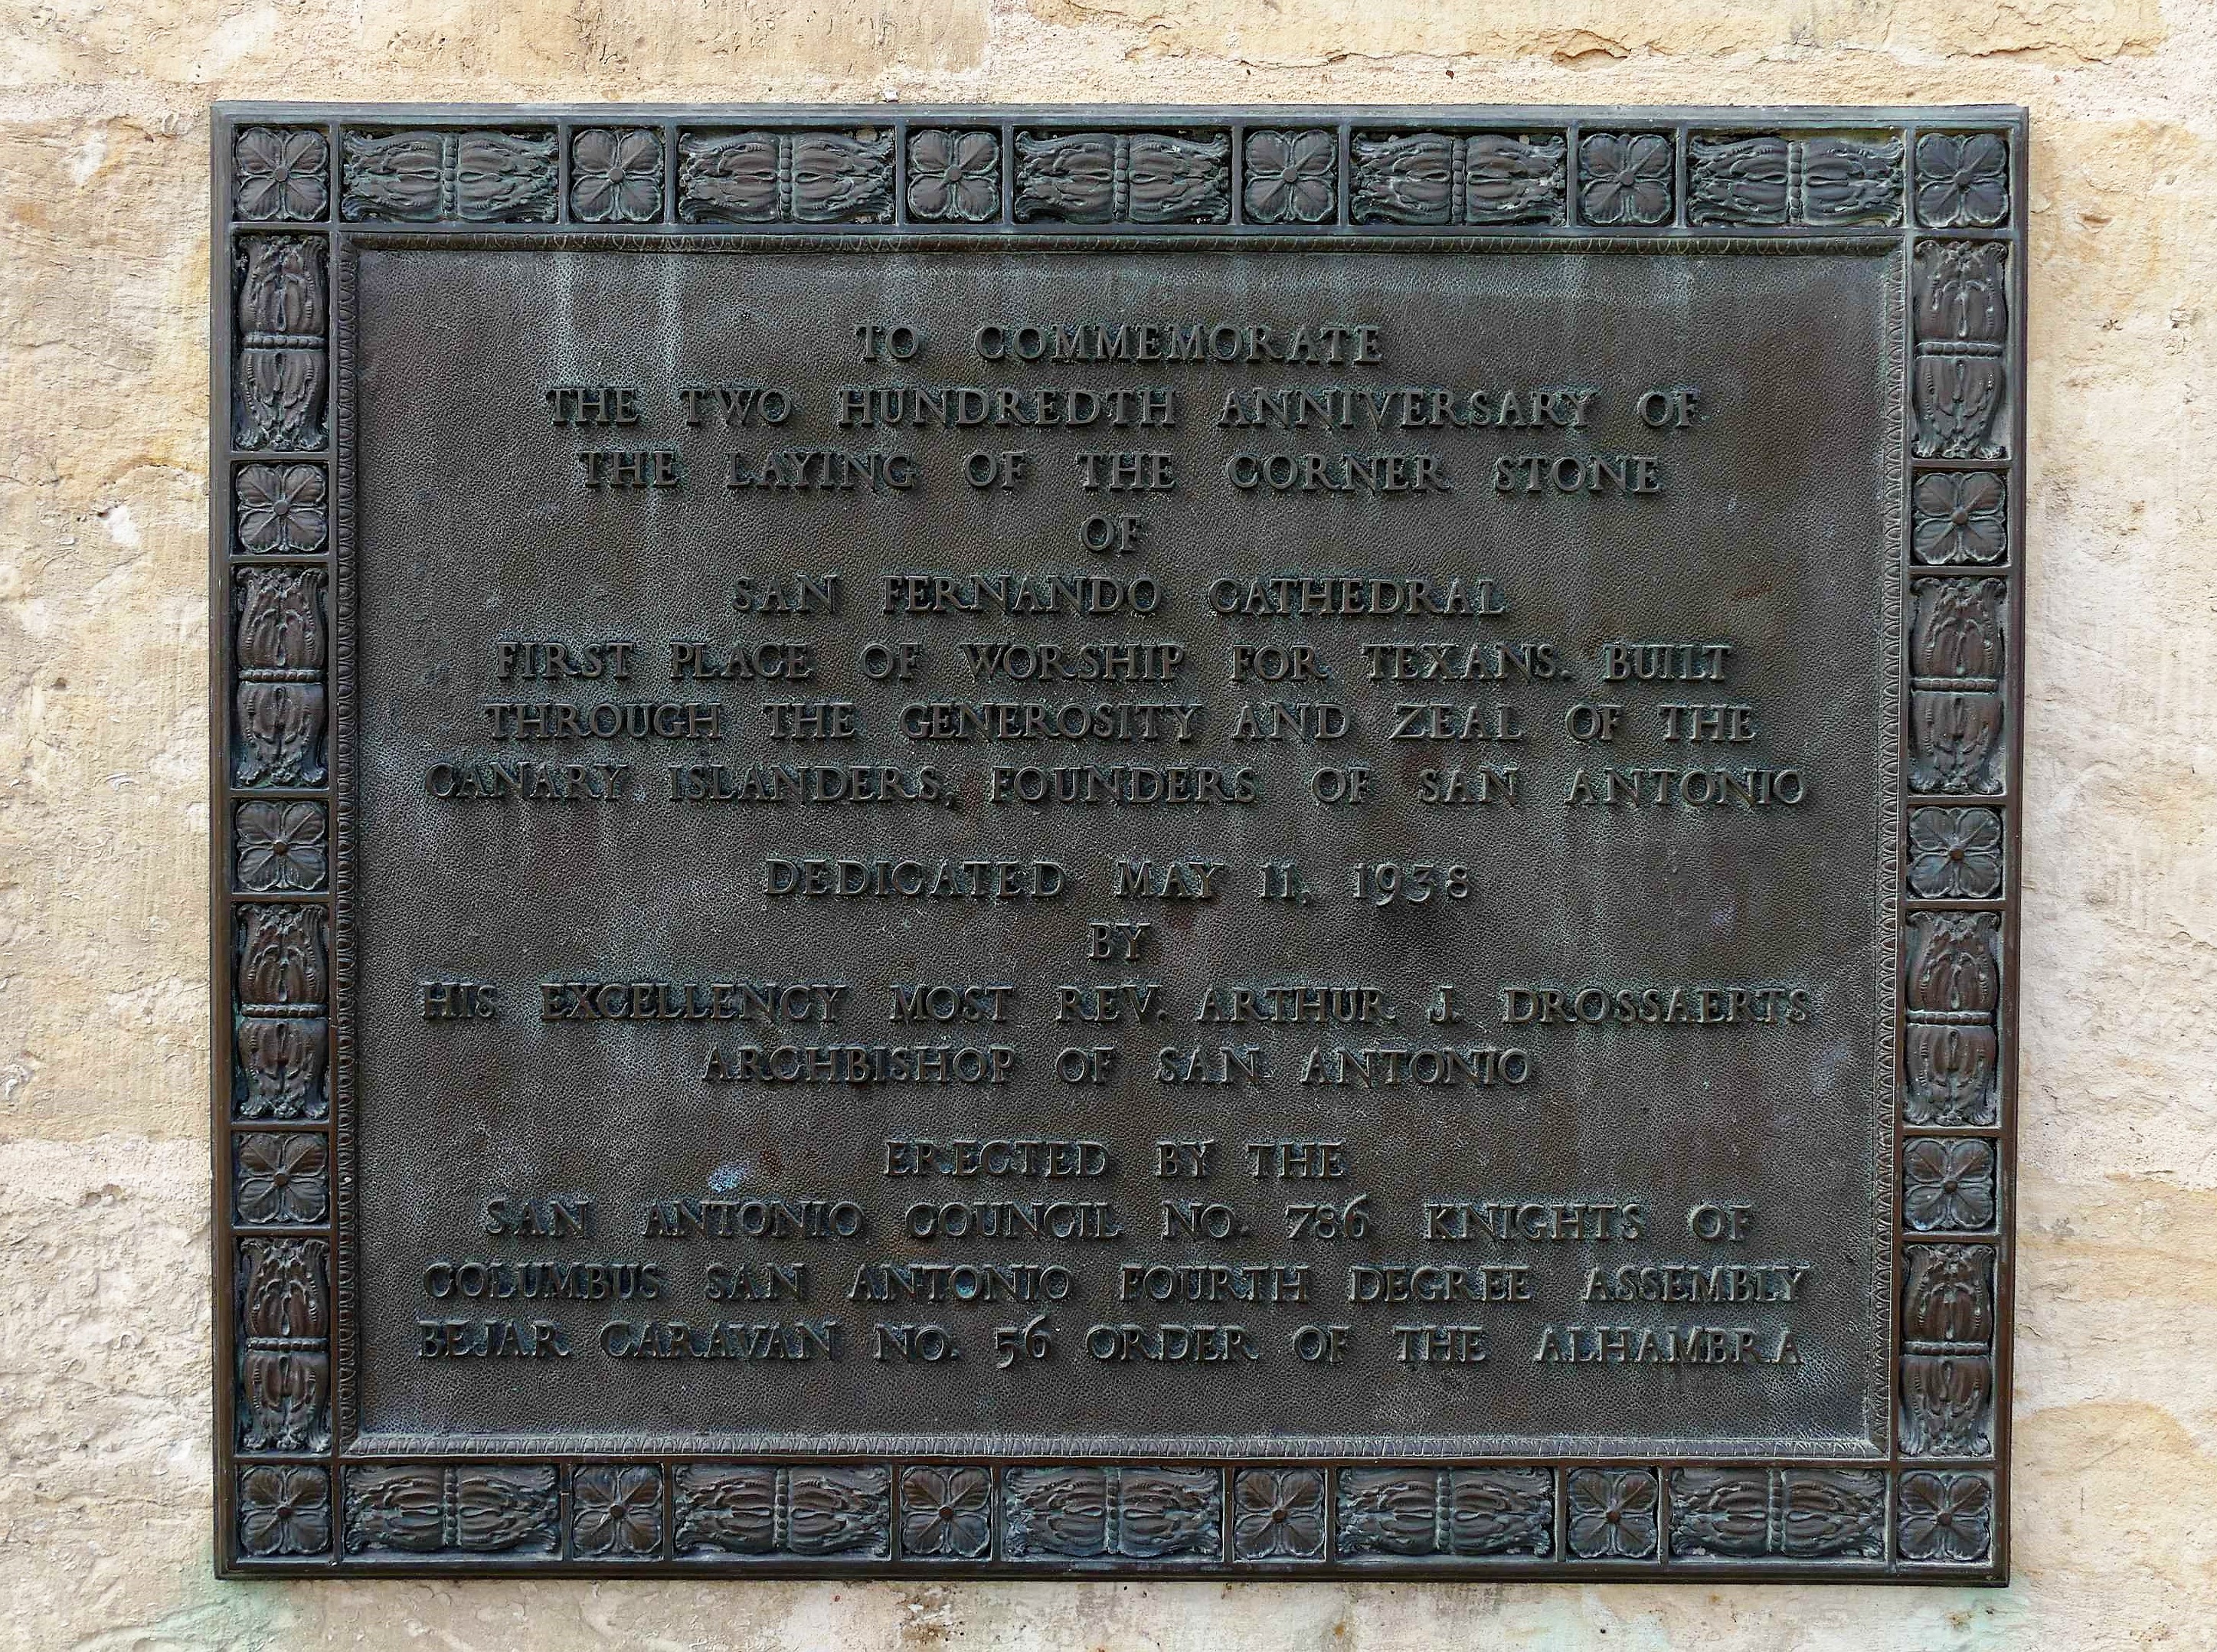 TO COMMEMORATE
THE TWO HUNDREDTH ANNIVERSARY OF
THE LAYING OF THE CORNER STONE
OF
SAN FERNANDO CATHEDRAL
FIRST PLACE OF WORSHIP FOR TEXANS. BUILT
THROUGH THE GENEROSITY AND ZEAL OF THE
CANARY ISLANDERS, FOUNDERS OF SAN ANTONIO
DEDICATED MAY 11, 1938
BY
HIS EXCELLENCY MOST REV. ARTHUR J. DROSSAERTS
ARCHBISHOP OF SAN ANTONIO
ERECTED BY THE
SAN ANTONIO COUNCIL NO. 786 KNIGHTS OF
COLUMBUS SAN ANTONIO FOURTH DEGREE ASSEMBLY
BEJAR CARAVAN NO. 56 ORDER OF THE ALHAMBRA